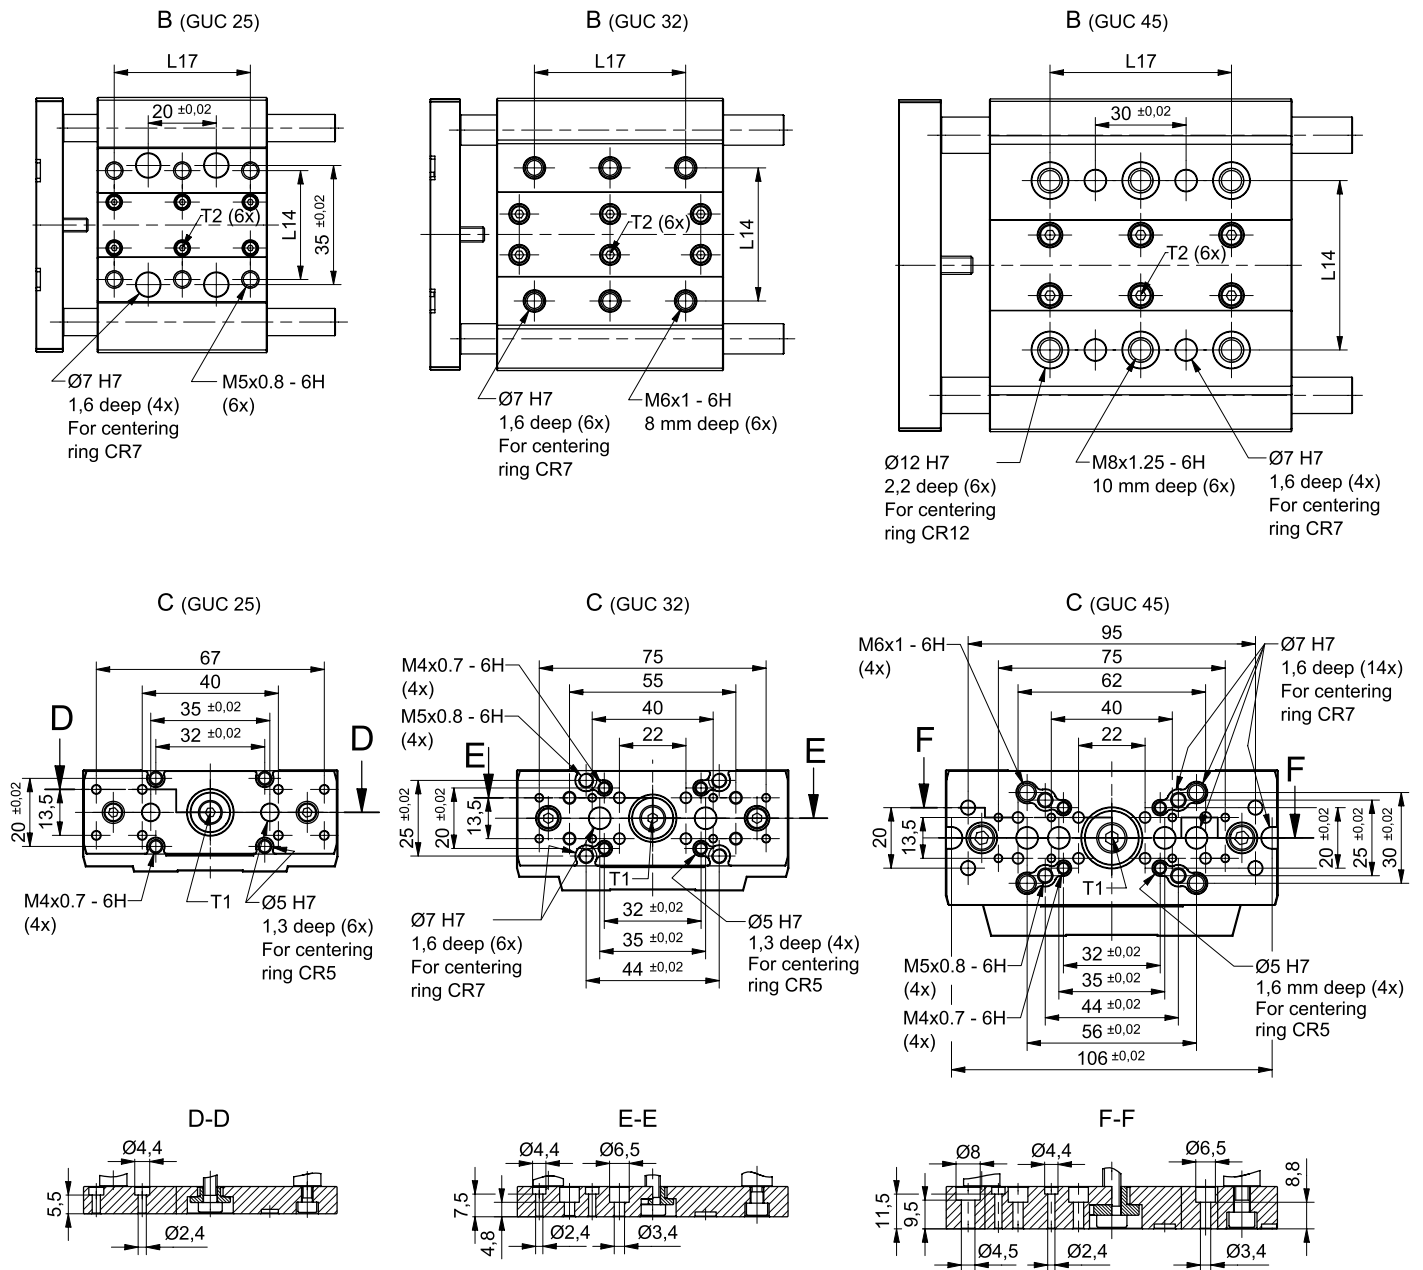 B (GUC 25)
L17
20 ±0,02
T2 (6x)
L14
35 ±0,02
Ø7 H7
1,6 deep (4x)
For centering
ring CR7
M5x0.8 - 6H
(6x)
B (GUC 32)
L17
T2 (6x)
L14
Ø7 H7
1,6 deep (6x)
For centering
ring CR7
M6x1 - 6H
8 mm deep (6x)
B (GUC 45)
L17
30 ±0,02
T2 (6x)
L14
Ø12 H7
2,2 deep (6x)
For centering
ring CR12
M8x1.25 - 6H
10 mm deep (6x)
Ø7 H7
1,6 deep (4x)
For centering
ring CR7
C (GUC 25)
67
40
35 ±0,02
32 ±0,02
D
D
20 ±0,02
13,5
M4x0.7 - 6H
(4x)
T1
Ø5 H7
1,3 deep (6x)
For centering
ring CR5
C (GUC 32)
M4x0.7 - 6H
(4x)
M5x0.8 - 6H
(4x)
75
55
40
22
E
E
25 ±0,02
20 ±0,02
13,5
T1
Ø7 H7
1,6 deep (6x)
For centering
ring CR7
32 ±0,02
35 ±0,02
44 ±0,02
Ø5 H7
1,3 deep (4x)
For centering
ring CR5
C (GUC 45)
M6x1 - 6H
(4x)
95
75
62
40
22
Ø7 H7
1,6 deep (14x)
For centering
ring CR7
F
F
20
13,5
20 ±0,02
25 ±0,02
30 ±0,02
T1
M5x0.8 - 6H
(4x)
M4x0.7 - 6H
(4x)
32 ±0,02
35 ±0,02
44 ±0,02
56 ±0,02
106 ±0,02
Ø5 H7
1,6 mm deep (4x)
For centering
ring CR5
D-D
Ø4,4
5,5
Ø2,4
E-E
Ø4,4
Ø6,5
7,5
4,8
Ø2,4
Ø3,4
F-F
Ø8
Ø4,4
Ø6,5
8,8
11,5
9,5
Ø4,5
Ø2,4
Ø3,4